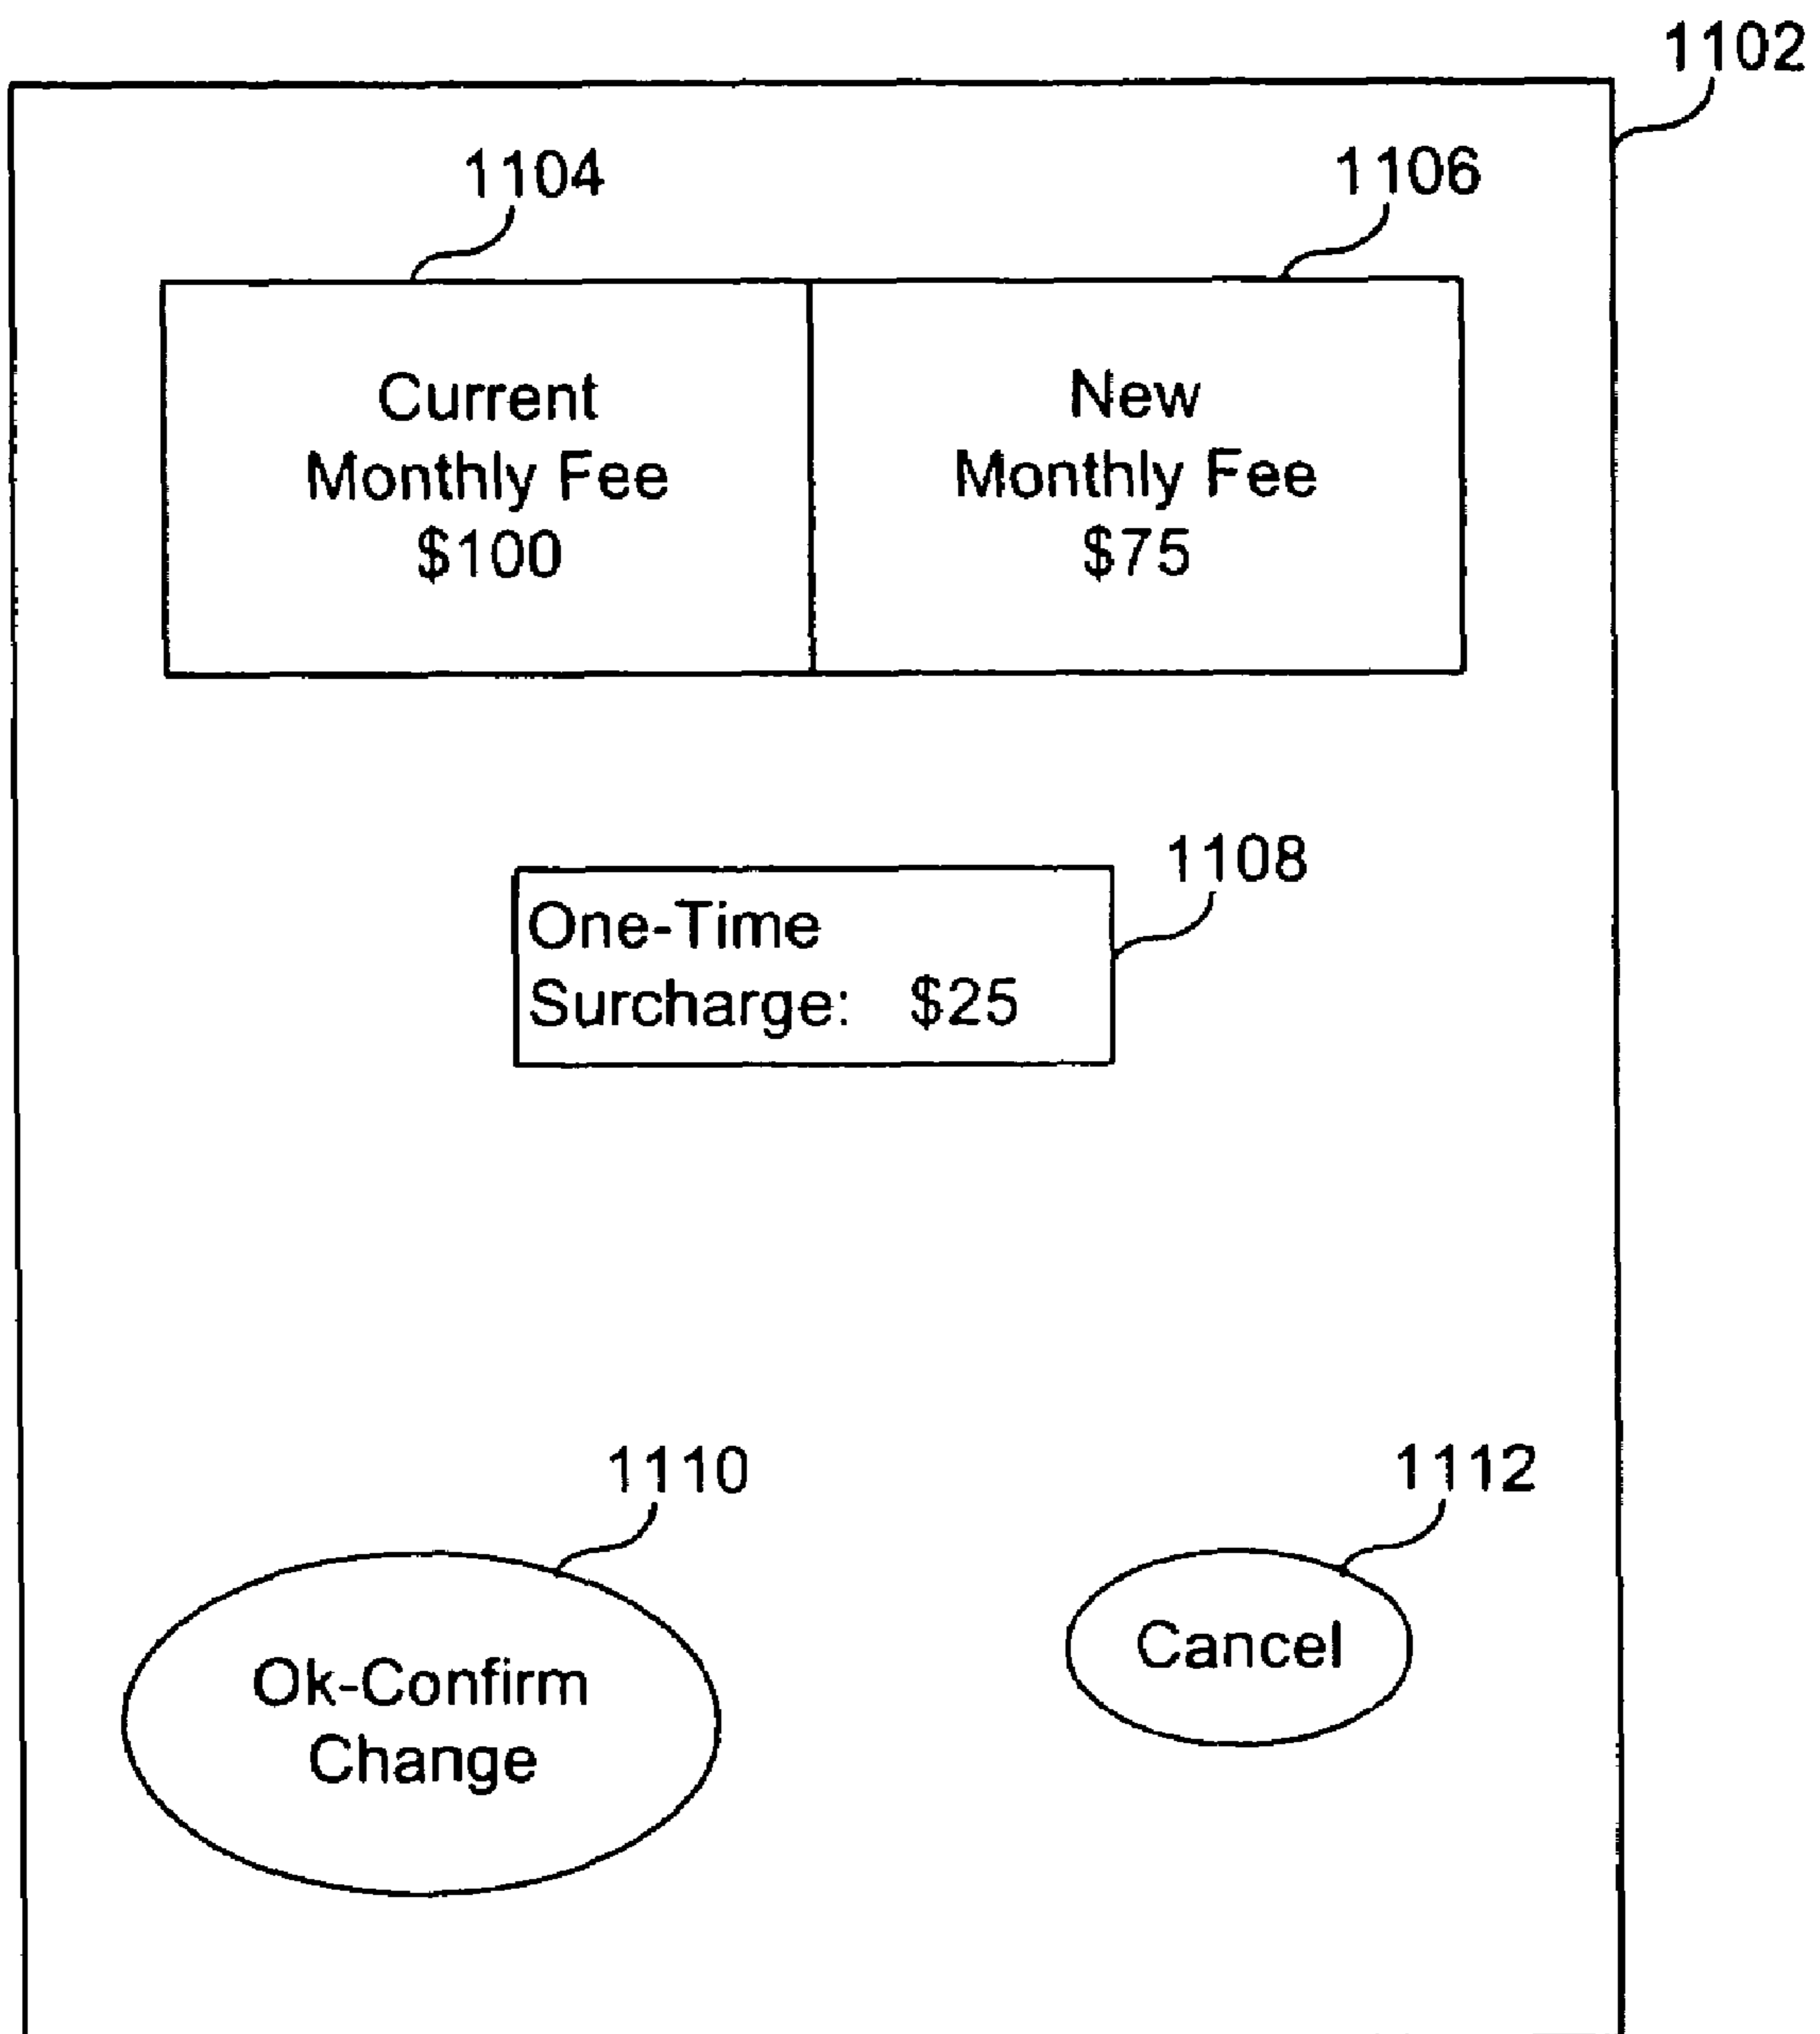 1102
1104
1106
Current
Monthly Fee
$100
New
Monthly Fee
$75
1108
One-Time
Surcharge: $25
1110
1112
Ok-Confirm
Change
Cancel